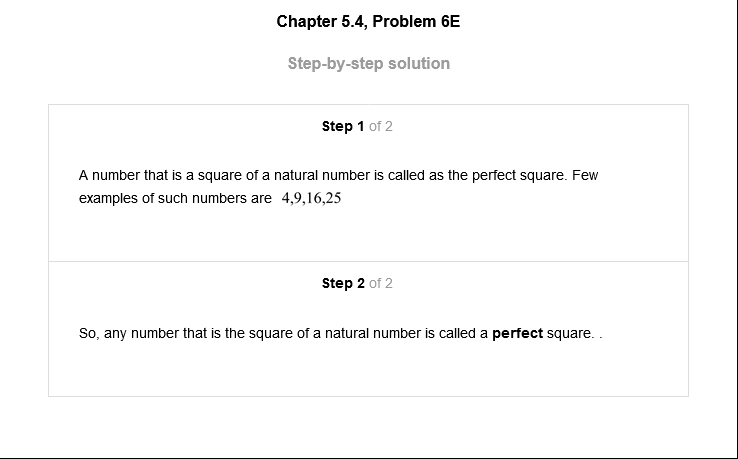 Chapter 5.4, Problem 6E
Step-by-step solution
Step 1 of 2
A number that is a square of a natural number is called as the perfect square. Few
examples of such numbers are 4,9,16,25
Step 2 of 2
So, any number that is the square of a natural number is called a perfect square. .